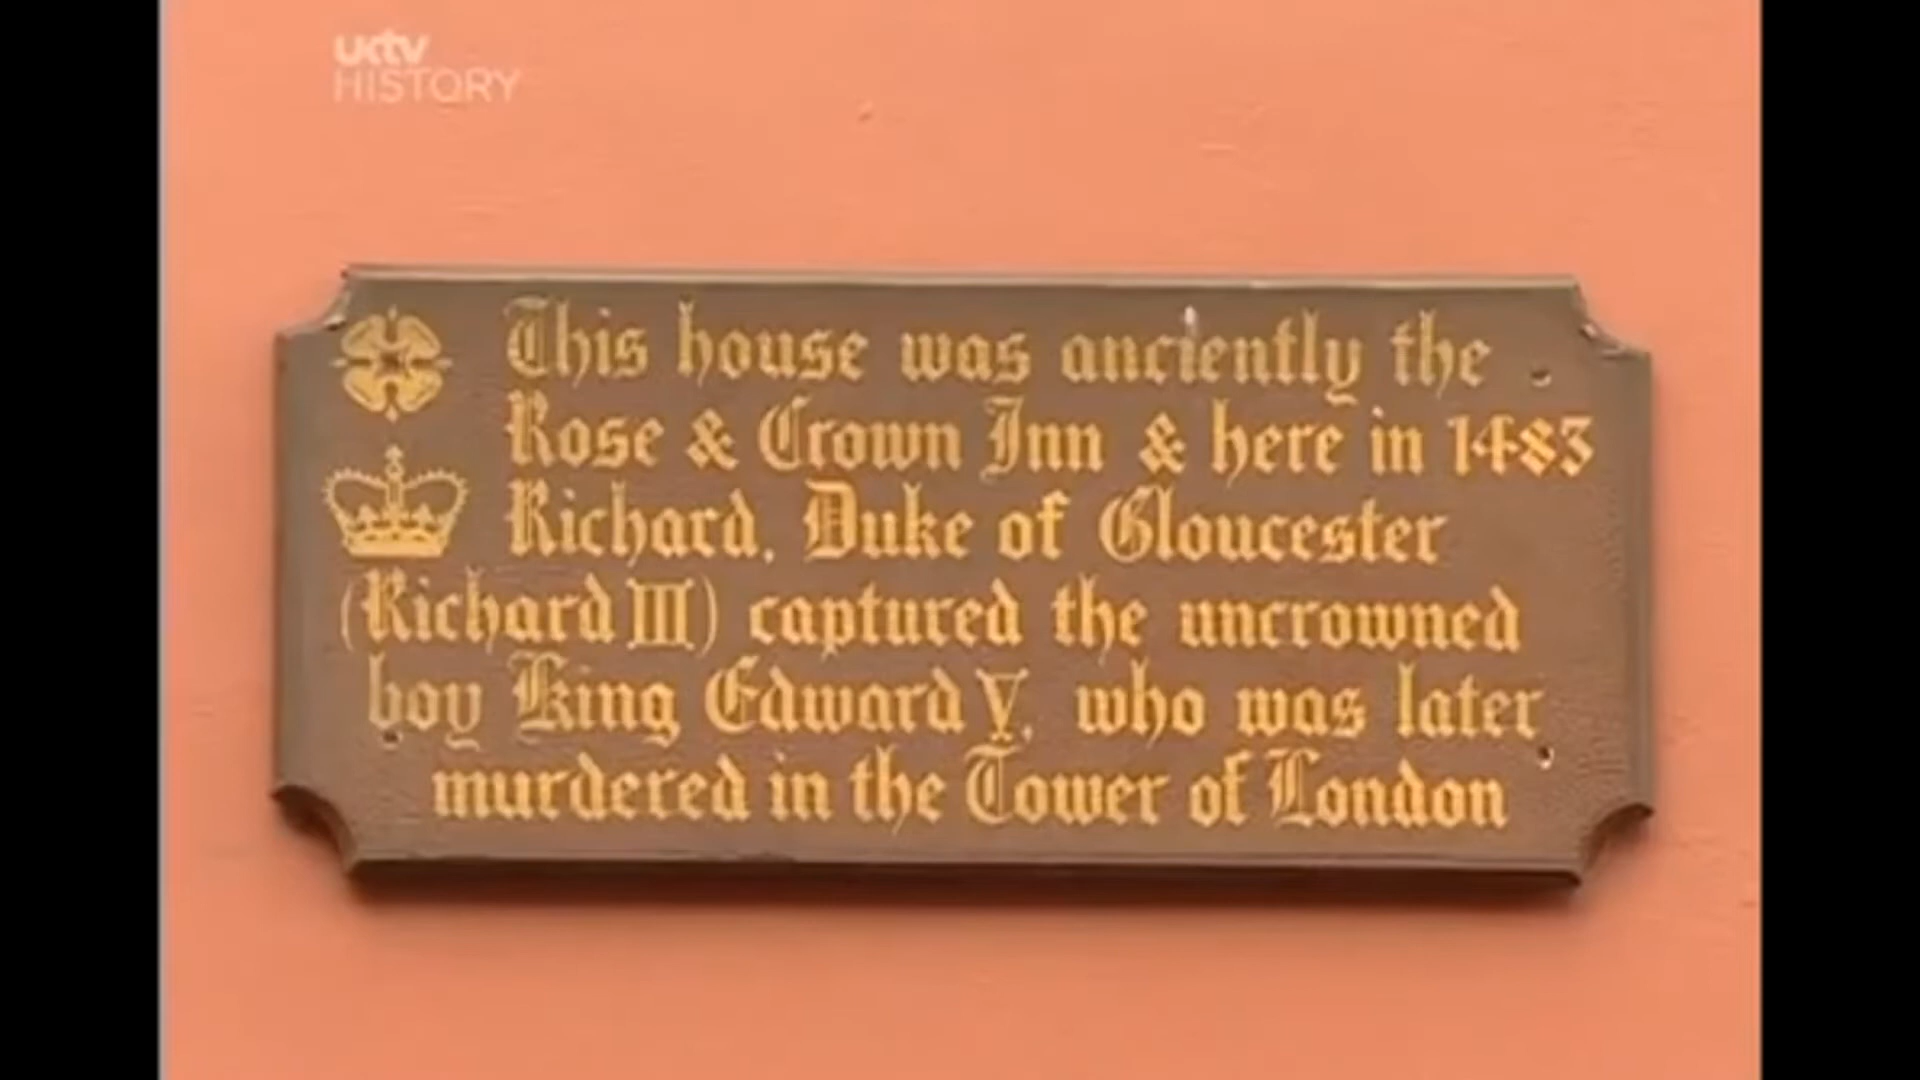 uktv
HISTORY
This house was anciently the
Rose & Crown Inn & here in 1483
Richard, Duke of Gloucester
(Richard III) captured the uncrowned
boy King Edward V, who was later
murdered in the Tower of London